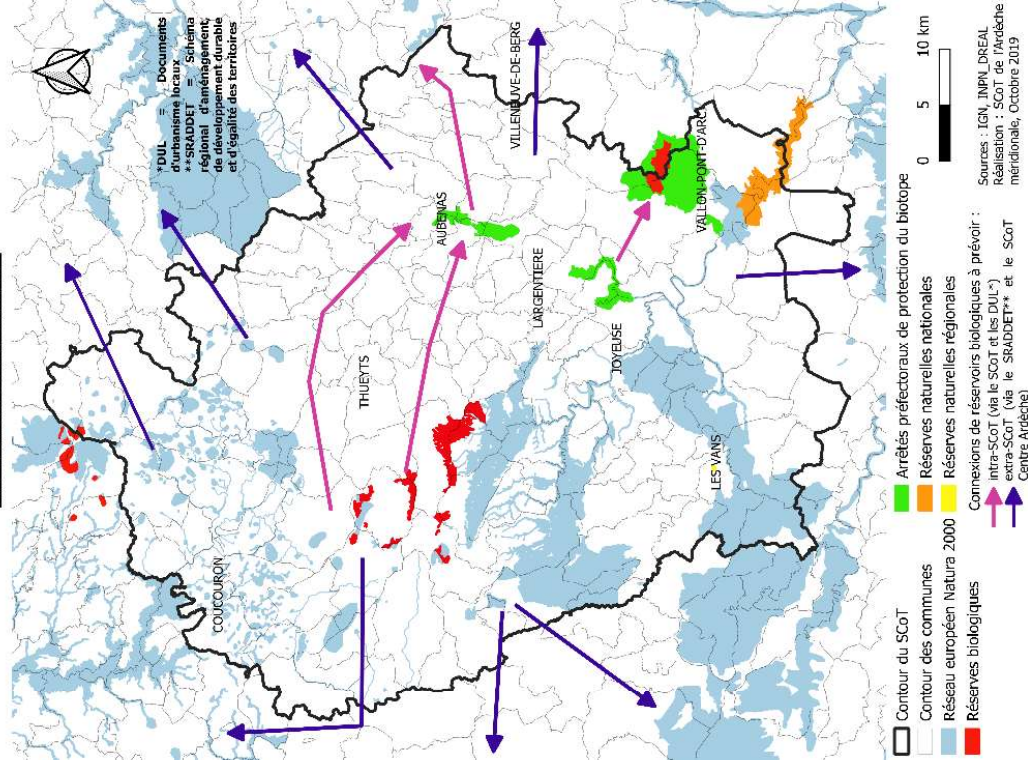 *DUL = Documents
d'urbanisme locaux
**SRADDET = Schéma
régional d'aménagement,
de développement durable
et d'égalité des territoires
COUCOURON
THUEYTS
AUBENAS
VILLENEUVE-DE-BERG
LARGENTIERE
JOYEUSE
VALLON-PONT-D'ARC
LES VANS
Contour du SCoT
Contour des communes
Réseau européen Natura 2000
Réserves biologiques
Arrêtés préfectoraux de protection du biotope
Réserves naturelles nationales
Réserves naturelles régionales
Connexions de réservoirs biologiques à prévoir :
intra-SCoT (via le SCoT et les DUL*)
extra-SCoT (via le SRADDET** et le SCoT
Centre Ardèche)
0 5 10 km
Sources : IGN, INPN_DREAL
Réalisation : SCoT de l'Ardèche
méridionale, Octobre 2019